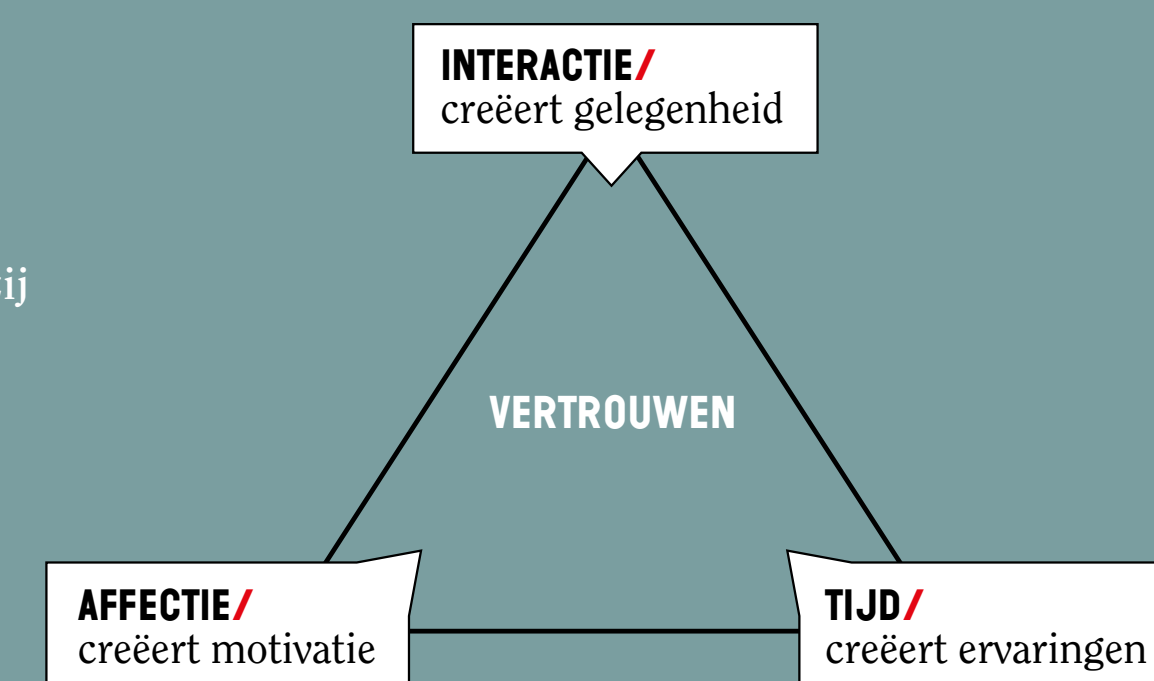 INTERACTIE/
creëert gelegenheid
VERTROUWEN
AFFECTIE/
creëert motivatie
TIJD/
creëert ervaringen